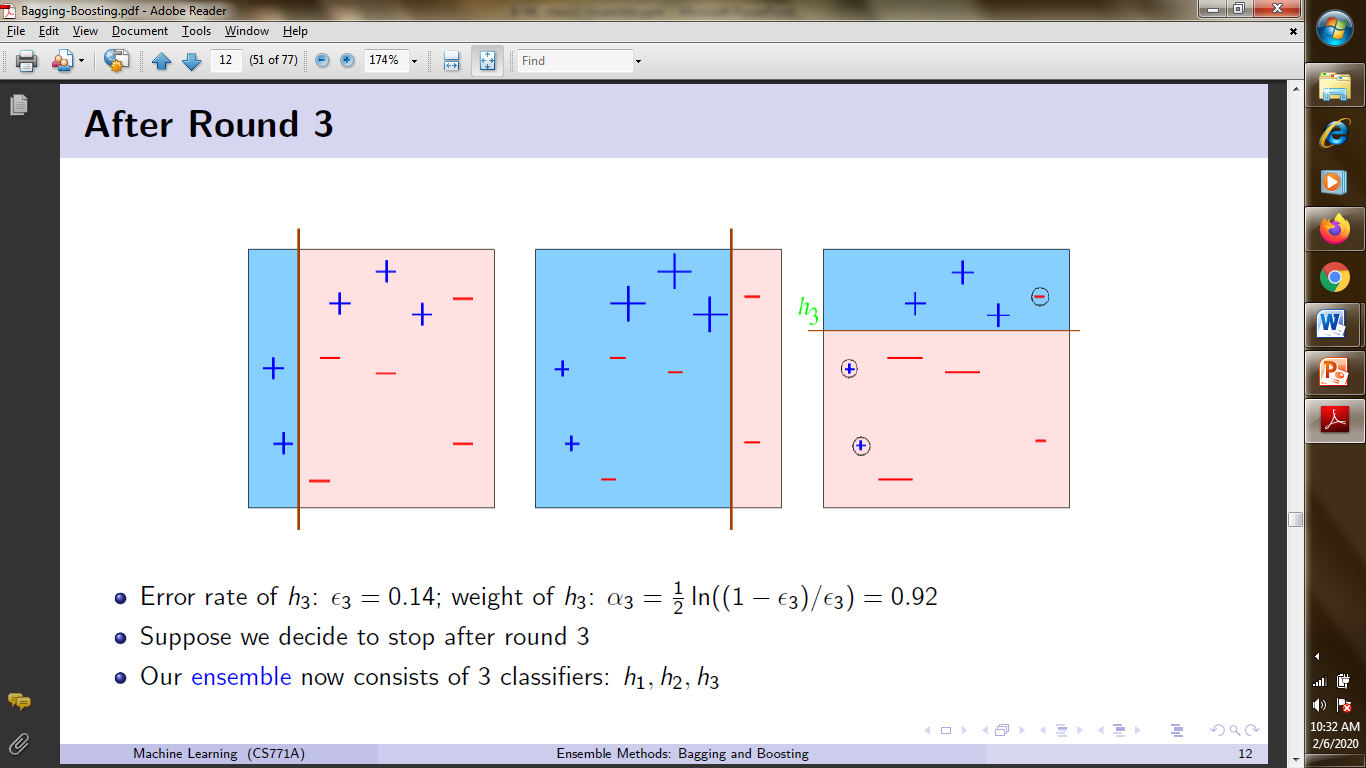 Bagging-Boosting.pdf - Adobe Reader
File Edit View Document Tools Window Help
12 (51 of 77) 174% Find
After Round 3
h3
Error rate of h3: ϵ3 = 0.14; weight of h3: α3 = 1/2 ln((1 − ϵ3)/ϵ3) = 0.92
Suppose we decide to stop after round 3
Our ensemble now consists of 3 classifiers: h1, h2, h3
Machine Learning (CS771A) Ensemble Methods: Bagging and Boosting 12
10:32 AM
2/6/2020